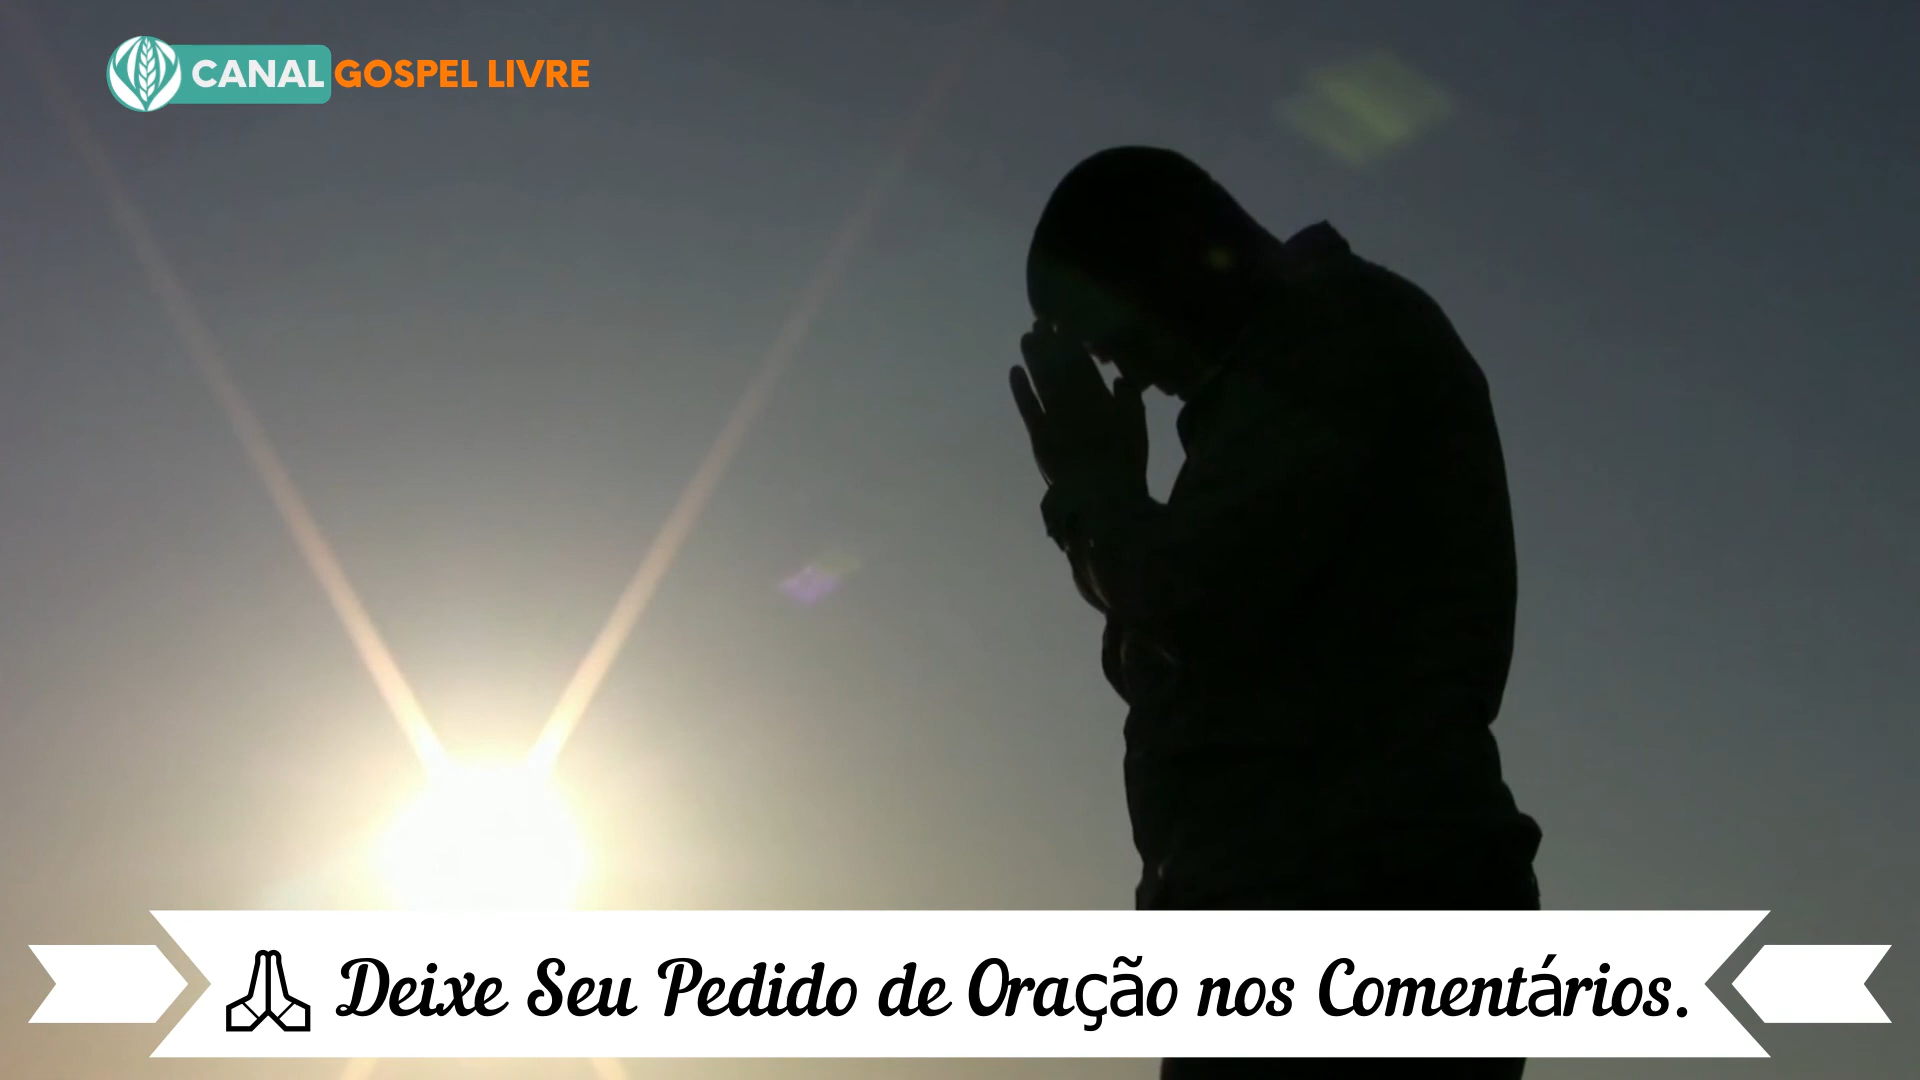 CANAL GOSPEL LIVRE
Deixe Seu Pedido de Oração nos Comentários.